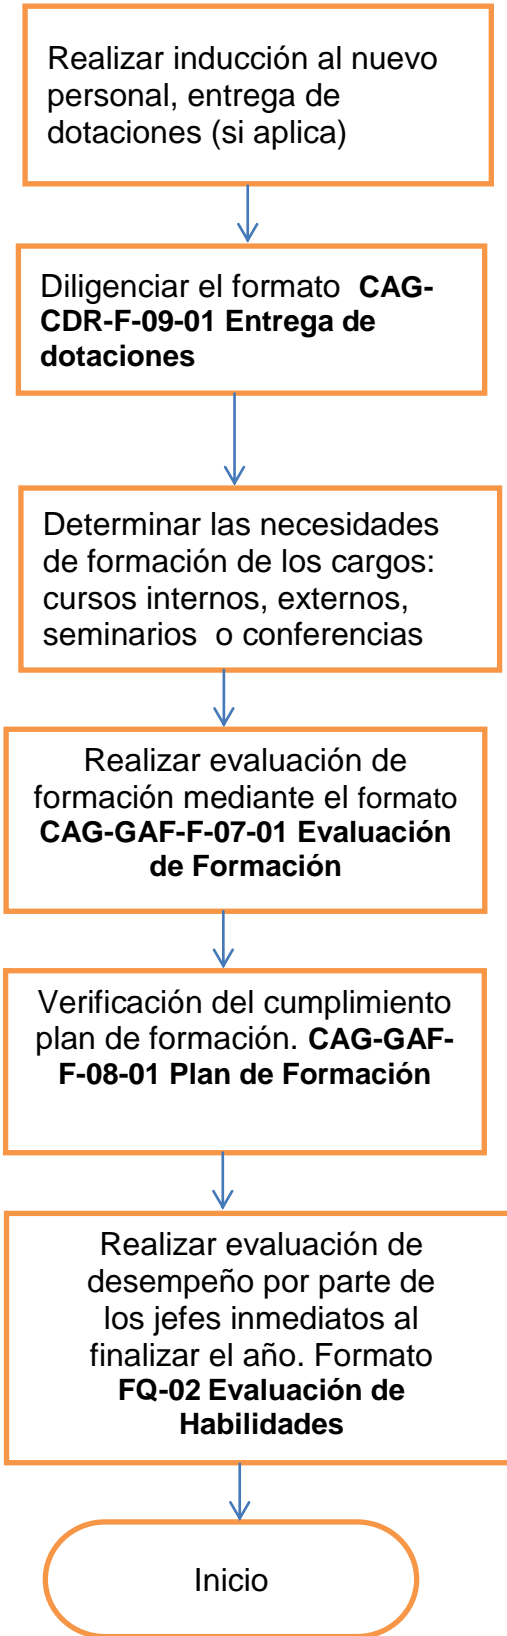 Realizar inducción al nuevo
personal, entrega de
dotaciones (si aplica)
Diligenciar el formato CAG-
CDR-F-09-01 Entrega de
dotaciones
Determinar las necesidades
de formación de los cargos:
cursos internos, externos,
seminarios o conferencias
Realizar evaluación de
formación mediante el formato
CAG-GAF-F-07-01 Evaluación
de Formación
Verificación del cumplimiento
plan de formación. CAG-GAF-
F-08-01 Plan de Formación
Realizar evaluación de
desempeño por parte de
los jefes inmediatos al
finalizar el año. Formato
FQ-02 Evaluación de
Habilidades
Inicio